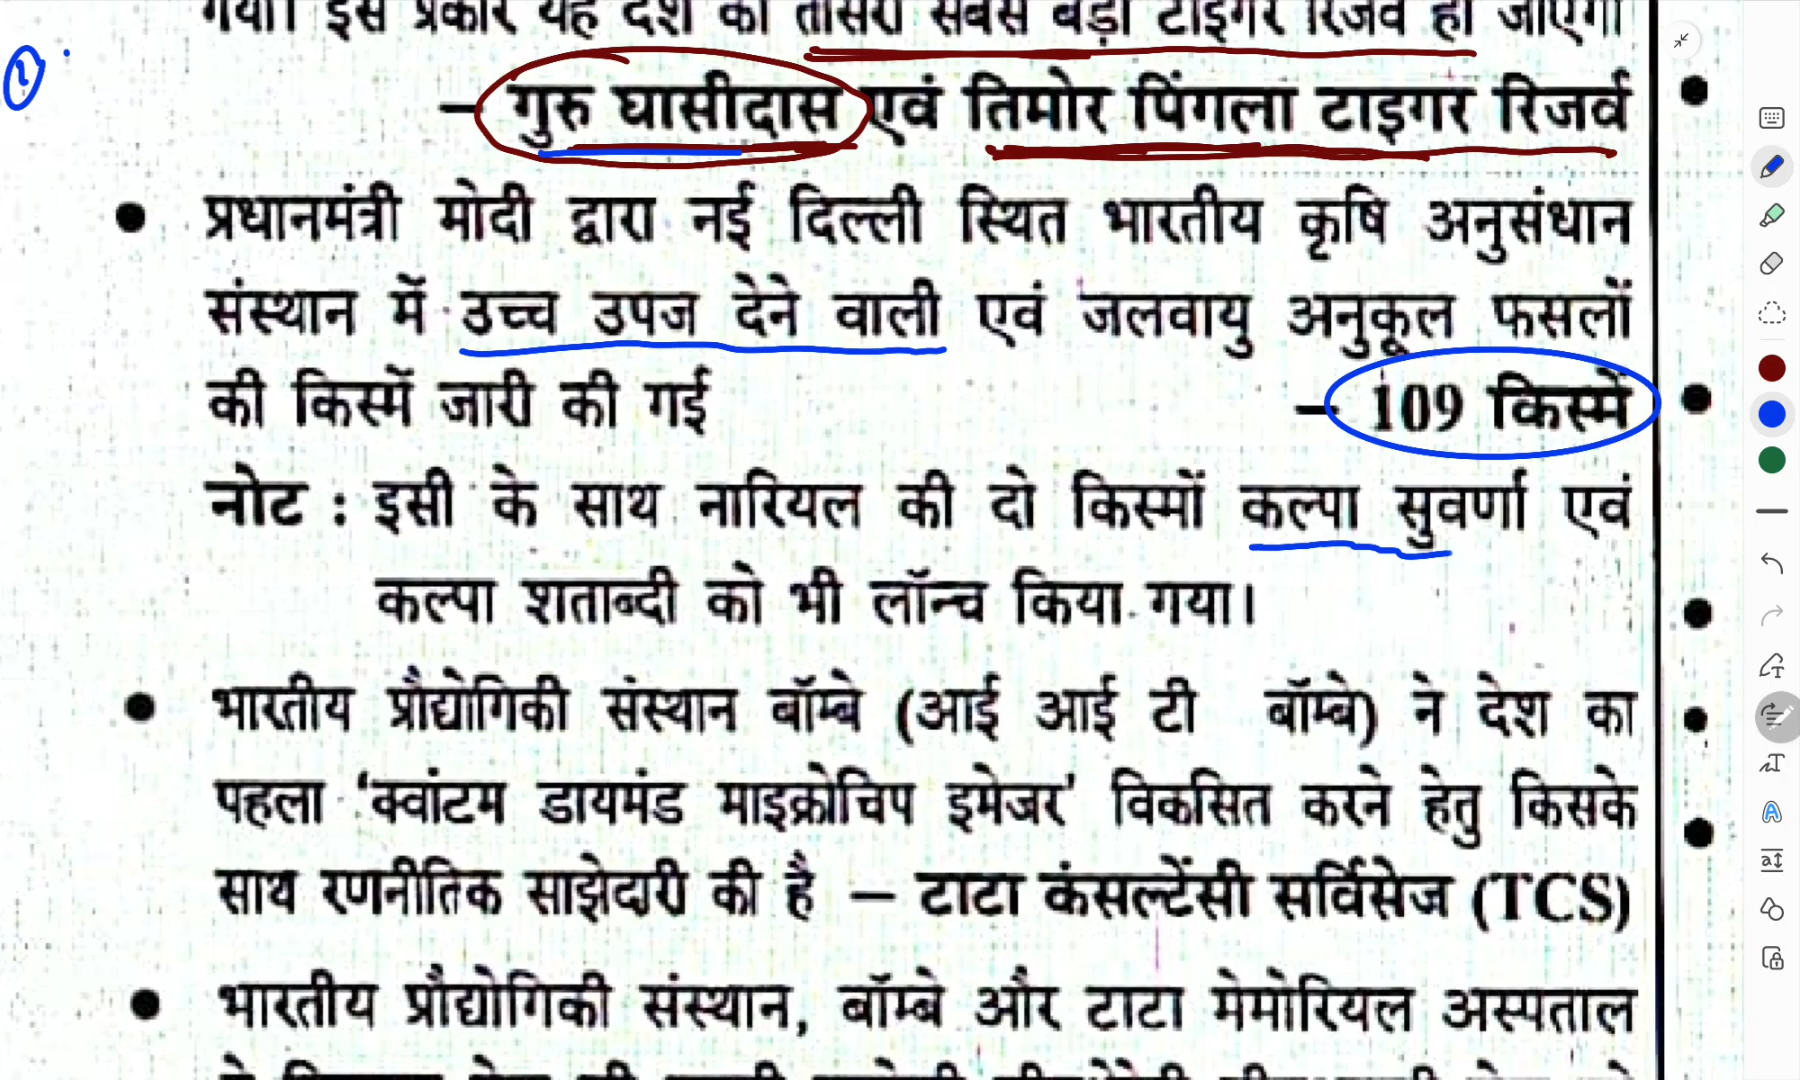 गया। इस प्रकार यह देश का तीसरा सबसे बड़ा टाइगर रिजर्व हो जाएगा
– गुरु घासीदास एवं तिमोर पिंगला टाइगर रिजर्व
● प्रधानमंत्री मोदी द्वारा नई दिल्ली स्थित भारतीय कृषि अनुसंधान
संस्थान में उच्च उपज देने वाली एवं जलवायु अनुकूल फसलों
की किस्में जारी की गई – 109 किस्में
नोट : इसी के साथ नारियल की दो किस्मों कल्पा सुवर्णा एवं
कल्पा शताब्दी को भी लॉन्च किया गया।
● भारतीय प्रौद्योगिकी संस्थान बॉम्बे (आई आई टी बॉम्बे) ने देश का
पहला ‘क्वांटम डायमंड माइक्रोचिप इमेजर’ विकसित करने हेतु किसके
साथ रणनीतिक साझेदारी की है – टाटा कंसल्टेंसी सर्विसेज (TCS)
● भारतीय प्रौद्योगिकी संस्थान, बॉम्बे और टाटा मेमोरियल अस्पताल